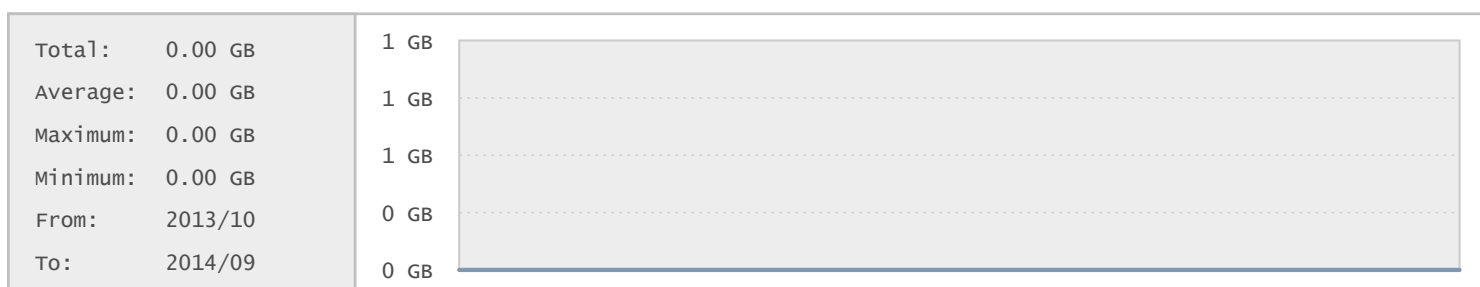 Total: 0.00 GB
Average: 0.00 GB
Maximum: 0.00 GB
Minimum: 0.00 GB
From: 2013/10
To: 2014/09
1 GB
1 GB
1 GB
0 GB
0 GB